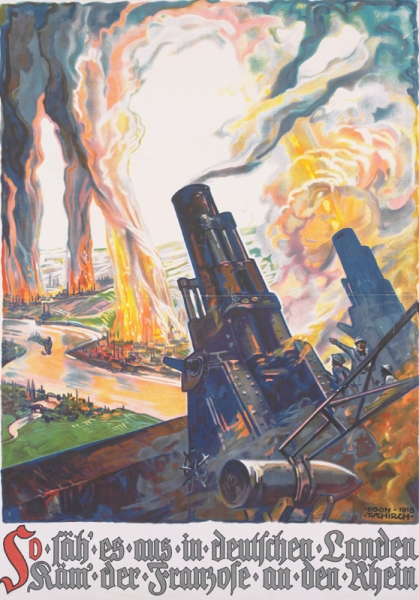 EGON · 1918
TSCHIRCH ·
So · säh' · es · aus · in · deutschen · Landen
Käm' · der · Franzose · an · den · Rhein